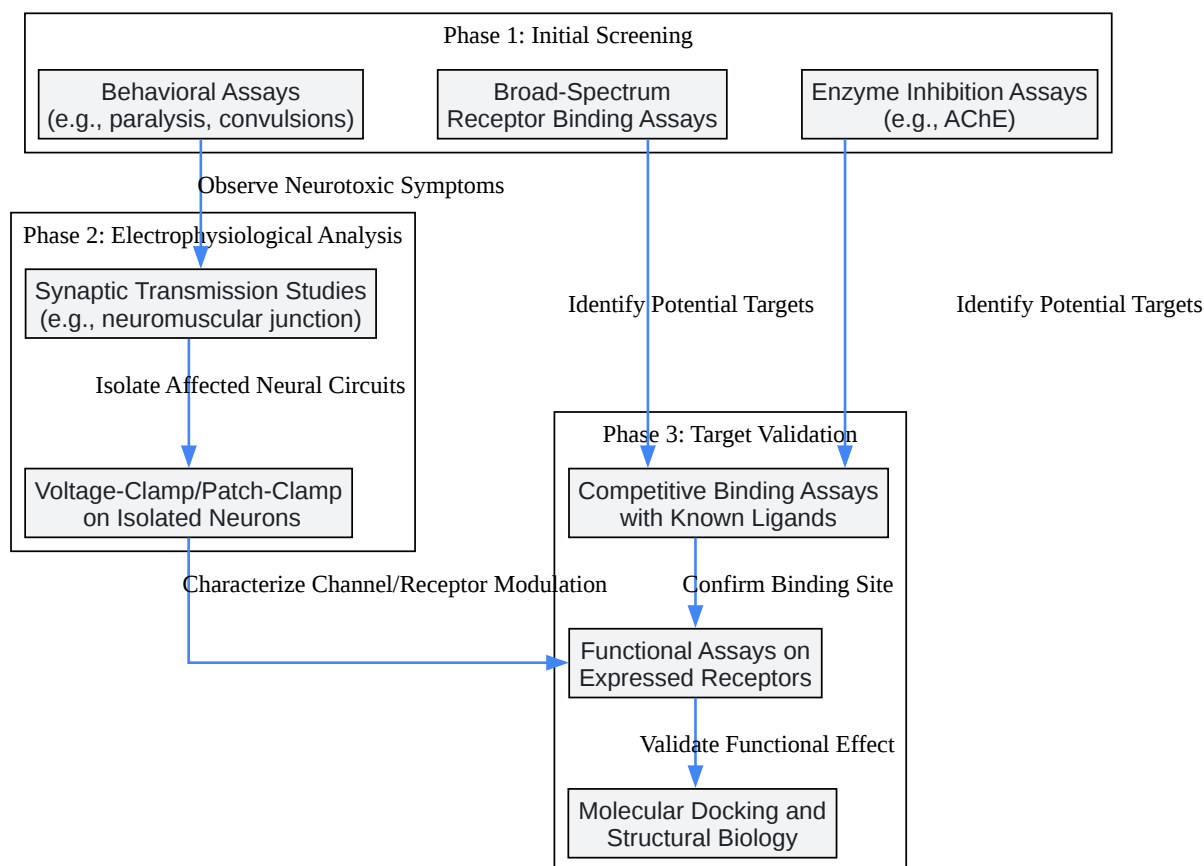 Phase 1: Initial Screening
Behavioral Assays
(e.g., paralysis, convulsions)
Broad-Spectrum
Receptor Binding Assays
Enzyme Inhibition Assays
(e.g., AChE)
Observe Neurotoxic Symptoms
Phase 2: Electrophysiological Analysis
Synaptic Transmission Studies
(e.g., neuromuscular junction)
Identify Potential Targets
Identify Potential Targets
Isolate Affected Neural Circuits
Phase 3: Target Validation
Voltage-Clamp/Patch-Clamp
on Isolated Neurons
Competitive Binding Assays
with Known Ligands
Characterize Channel/Receptor Modulation
Confirm Binding Site
Functional Assays on
Expressed Receptors
Validate Functional Effect
Molecular Docking and
Structural Biology